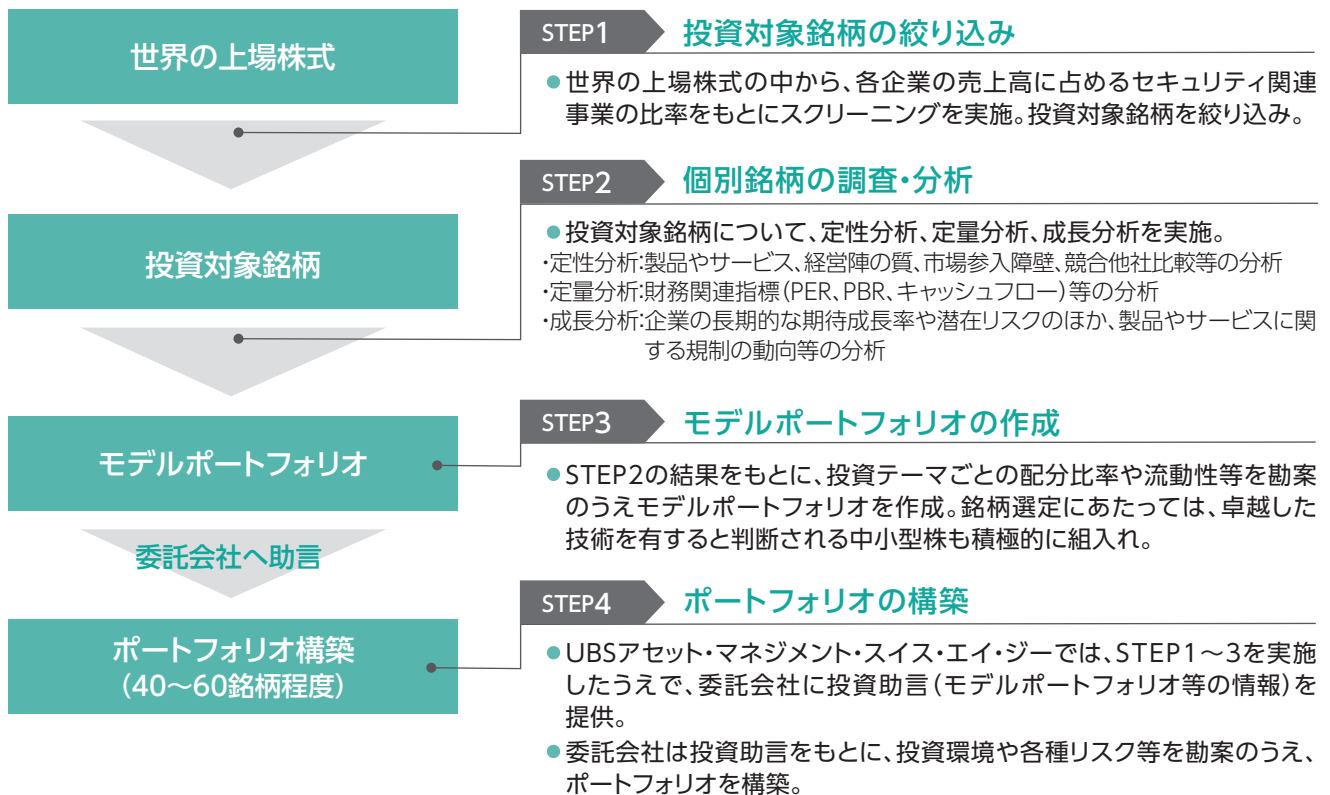 世界の上場株式
STEP1 投資対象銘柄の絞り込み
●世界の上場株式の中から、各企業の売上高に占めるセキュリティ関連
事業の比率をもとにスクリーニングを実施。投資対象銘柄を絞り込み。
投資対象銘柄
STEP2 個別銘柄の調査・分析
●投資対象銘柄について、定性分析、定量分析、成長分析を実施。
・定性分析:製品やサービス、経営陣の質、市場参入障壁、競合他社比較等の分析
・定量分析:財務関連指標(PER、PBR、キャッシュフロー)等の分析
・成長分析:企業の長期的な期待成長率や潜在リスクのほか、製品やサービスに関
する規制の動向等の分析
モデルポートフォリオ
STEP3 モデルポートフォリオの作成
●STEP2の結果をもとに、投資テーマごとの配分比率や流動性等を勘案
のうえモデルポートフォリオを作成。銘柄選定にあたっては、卓越した
技術を有すると判断される中小型株も積極的に組入れ。
委託会社へ助言
ポートフォリオ構築
(40~60銘柄程度)
STEP4 ポートフォリオの構築
●UBSアセット・マネジメント・スイス・エイ・ジーでは、STEP1~3を実施
したうえで、委託会社に投資助言(モデルポートフォリオ等の情報)を
提供。
●委託会社は投資助言をもとに、投資環境や各種リスク等を勘案のうえ、
ポートフォリオを構築。